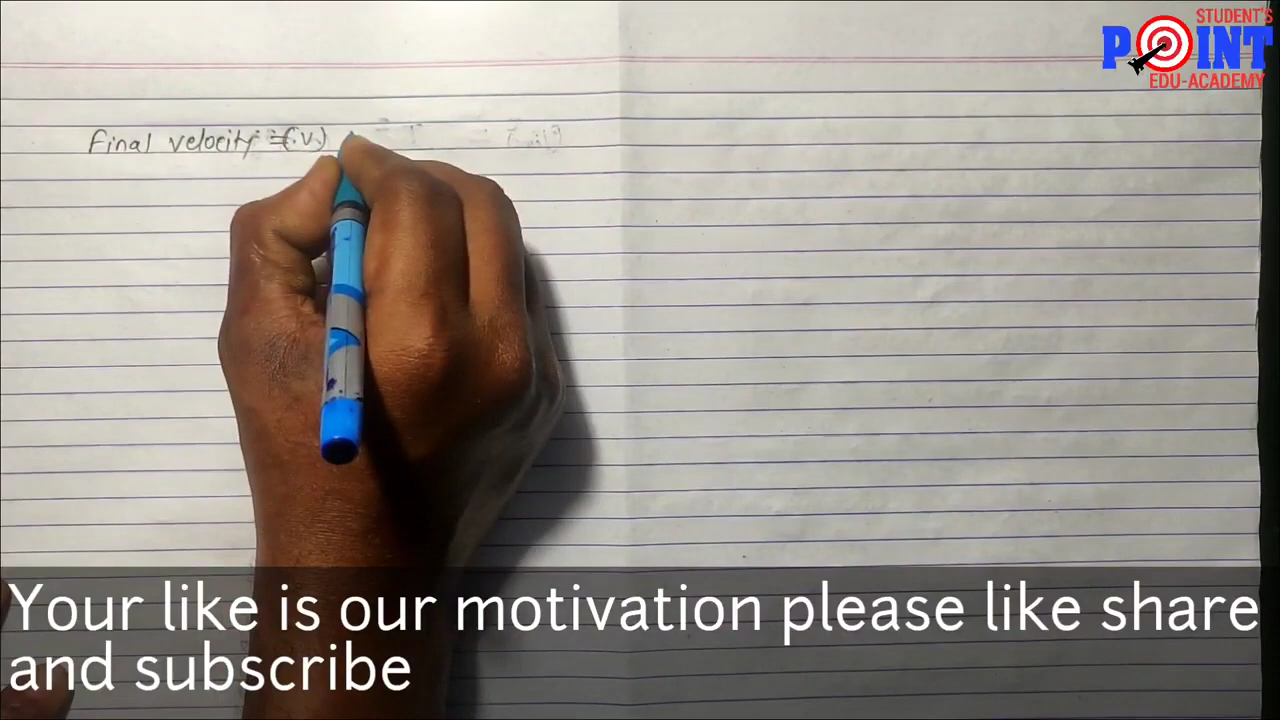 STUDENT'S
POINT
EDU-ACADEMY
Final velocity = (v)
Your like is our motivation please like share
and subscribe